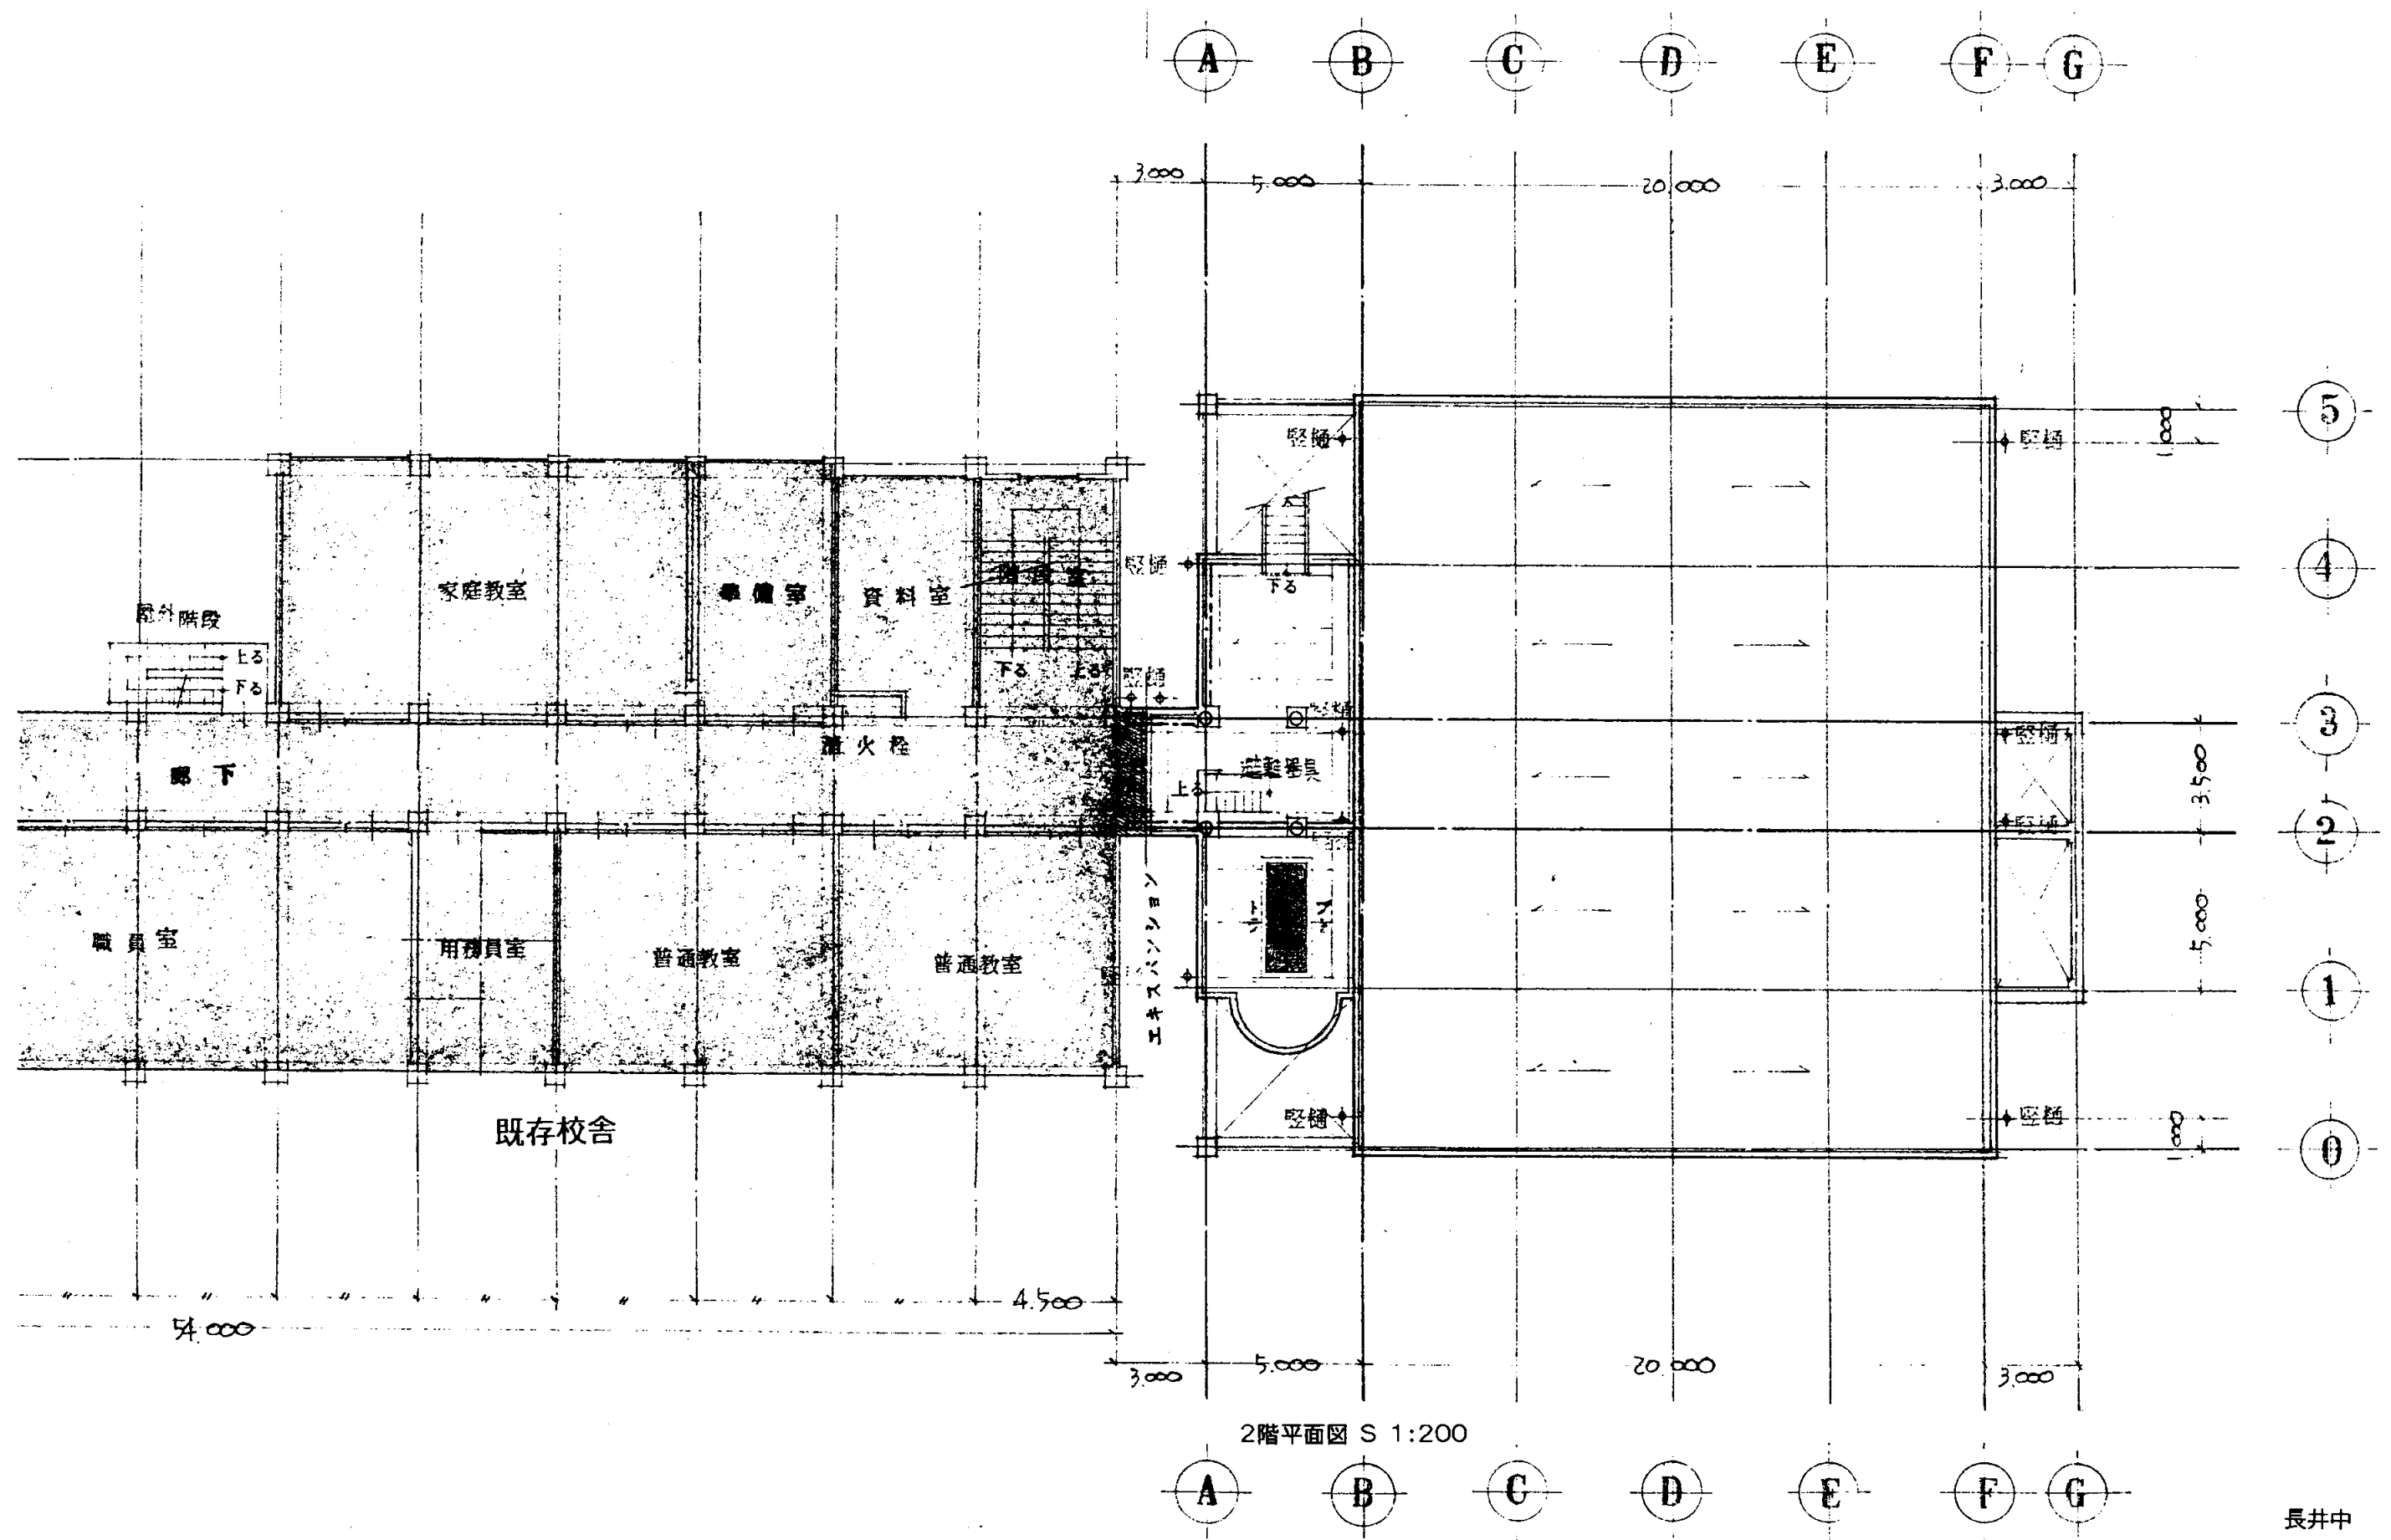 A B C D E F G
3.000 5.000 20.000 3.000
5
1.000
竪樋 竪樋
4
家庭教室 準備室 資料室 階段室
竪樋
下る
屋外階段
上る
下る
下る 上る
竪樋
3
消火栓
廊下
避難器具
上る
竪樋
3.500
竪樋
2
職員室 用務員室 普通教室 普通教室
エキスパンション
5.000
1
竪樋 竪樋
1.000
0
既存校舎
〃 〃 〃 〃 〃 〃 〃 4.500
54.000
3.000 5.000 20.000 3.000
2階平面図 S 1:200
A B C D E F G
長井中